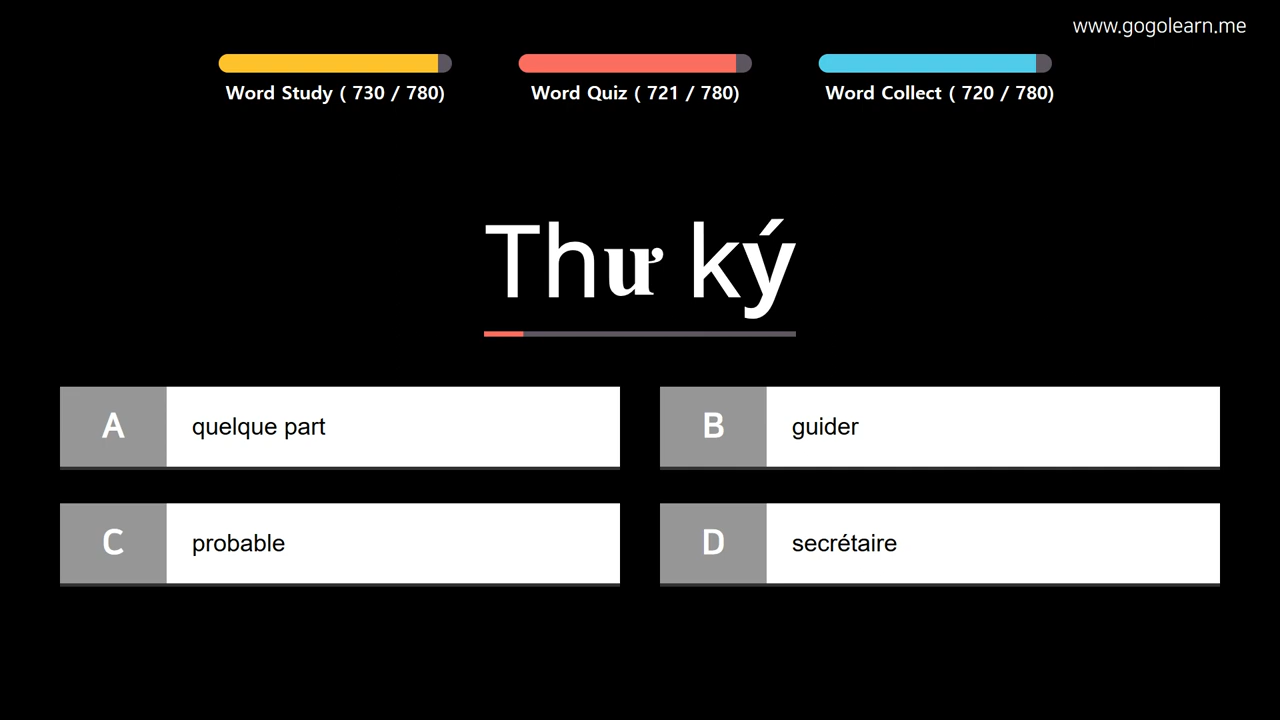 www.gogolearn.me
Word Study ( 730 / 780)
Word Quiz ( 721 / 780)
Word Collect ( 720 / 780)
Thư ký
A quelque part
B guider
C probable
D secrétaire